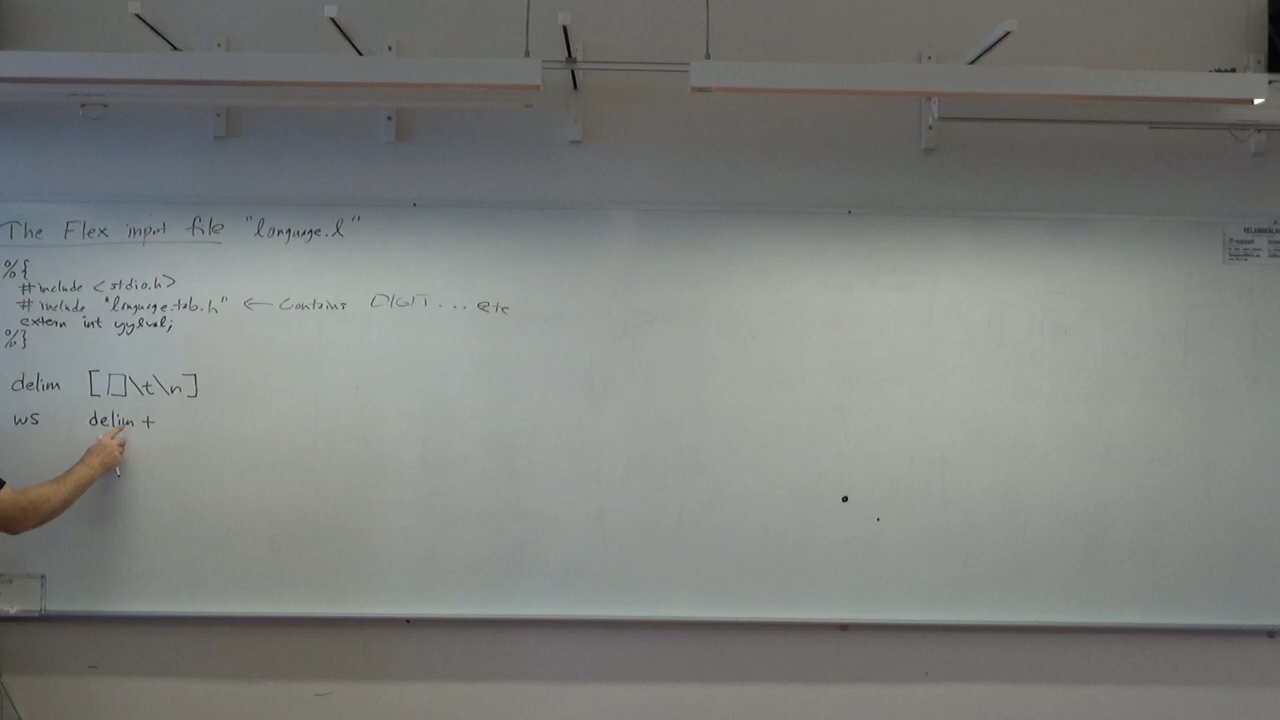 The Flex input file "language.l"
%{
#include <stdio.h>
#include "language.tab.h" ← Contains DIGIT ... etc
extern int yylval;
%}
delim [□\t\n]
ws delim +
FELANMÄLAN